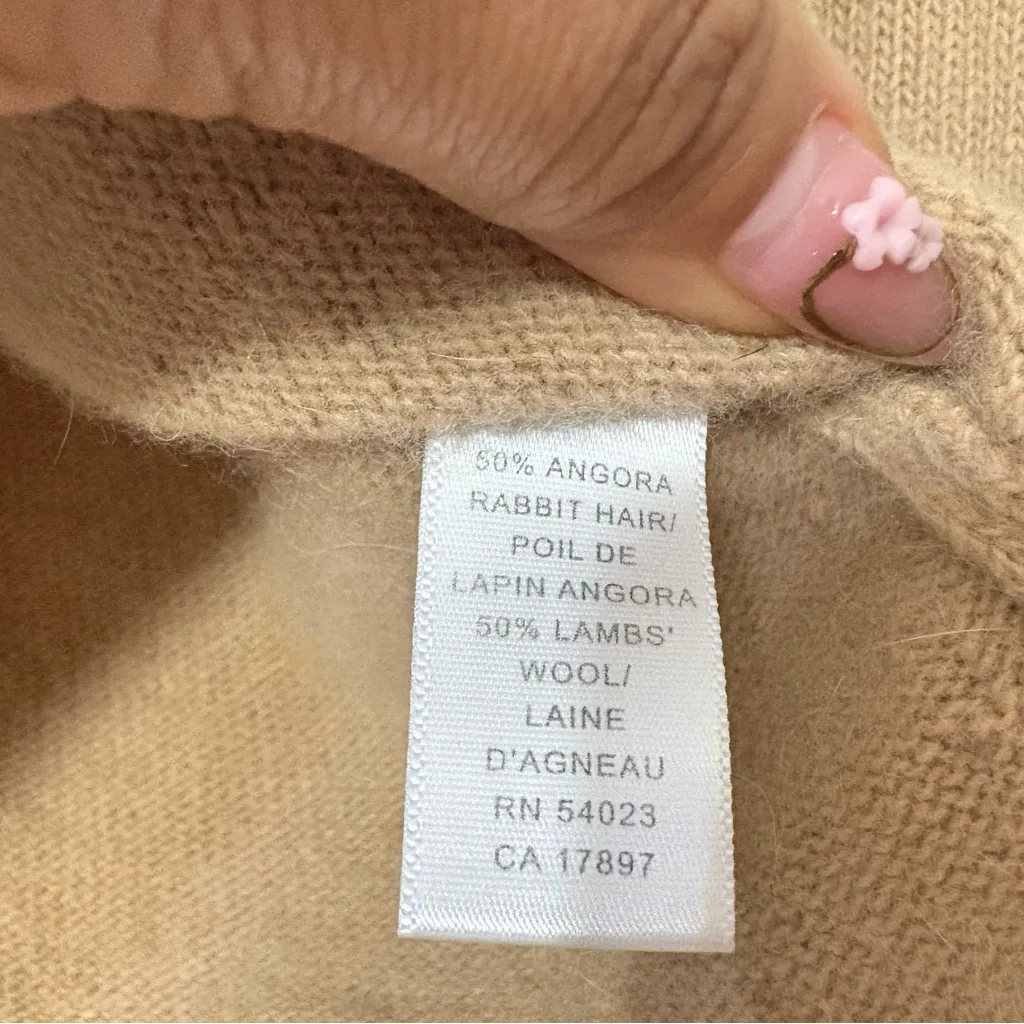 50% ANGORA
RABBIT HAIR/
POIL DE
LAPIN ANGORA
50% LAMBS'
WOOL/
LAINE
D'AGNEAU
RN 54023
CA 17897